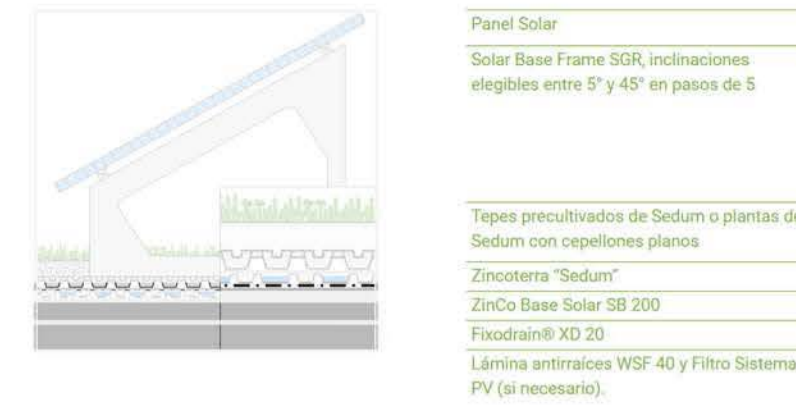 Panel Solar
Solar Base Frame SGR, inclinaciones
elegibles entre 5° y 45° en pasos de 5
Tepes precultivados de Sedum o plantas de
Sedum con cepellones planos
Zincoterra "Sedum"
ZinCo Base Solar SB 200
Fixodrain® XD 20
Lámina antirraíces WSF 40 y Filtro Sistema
PV (si necesario).